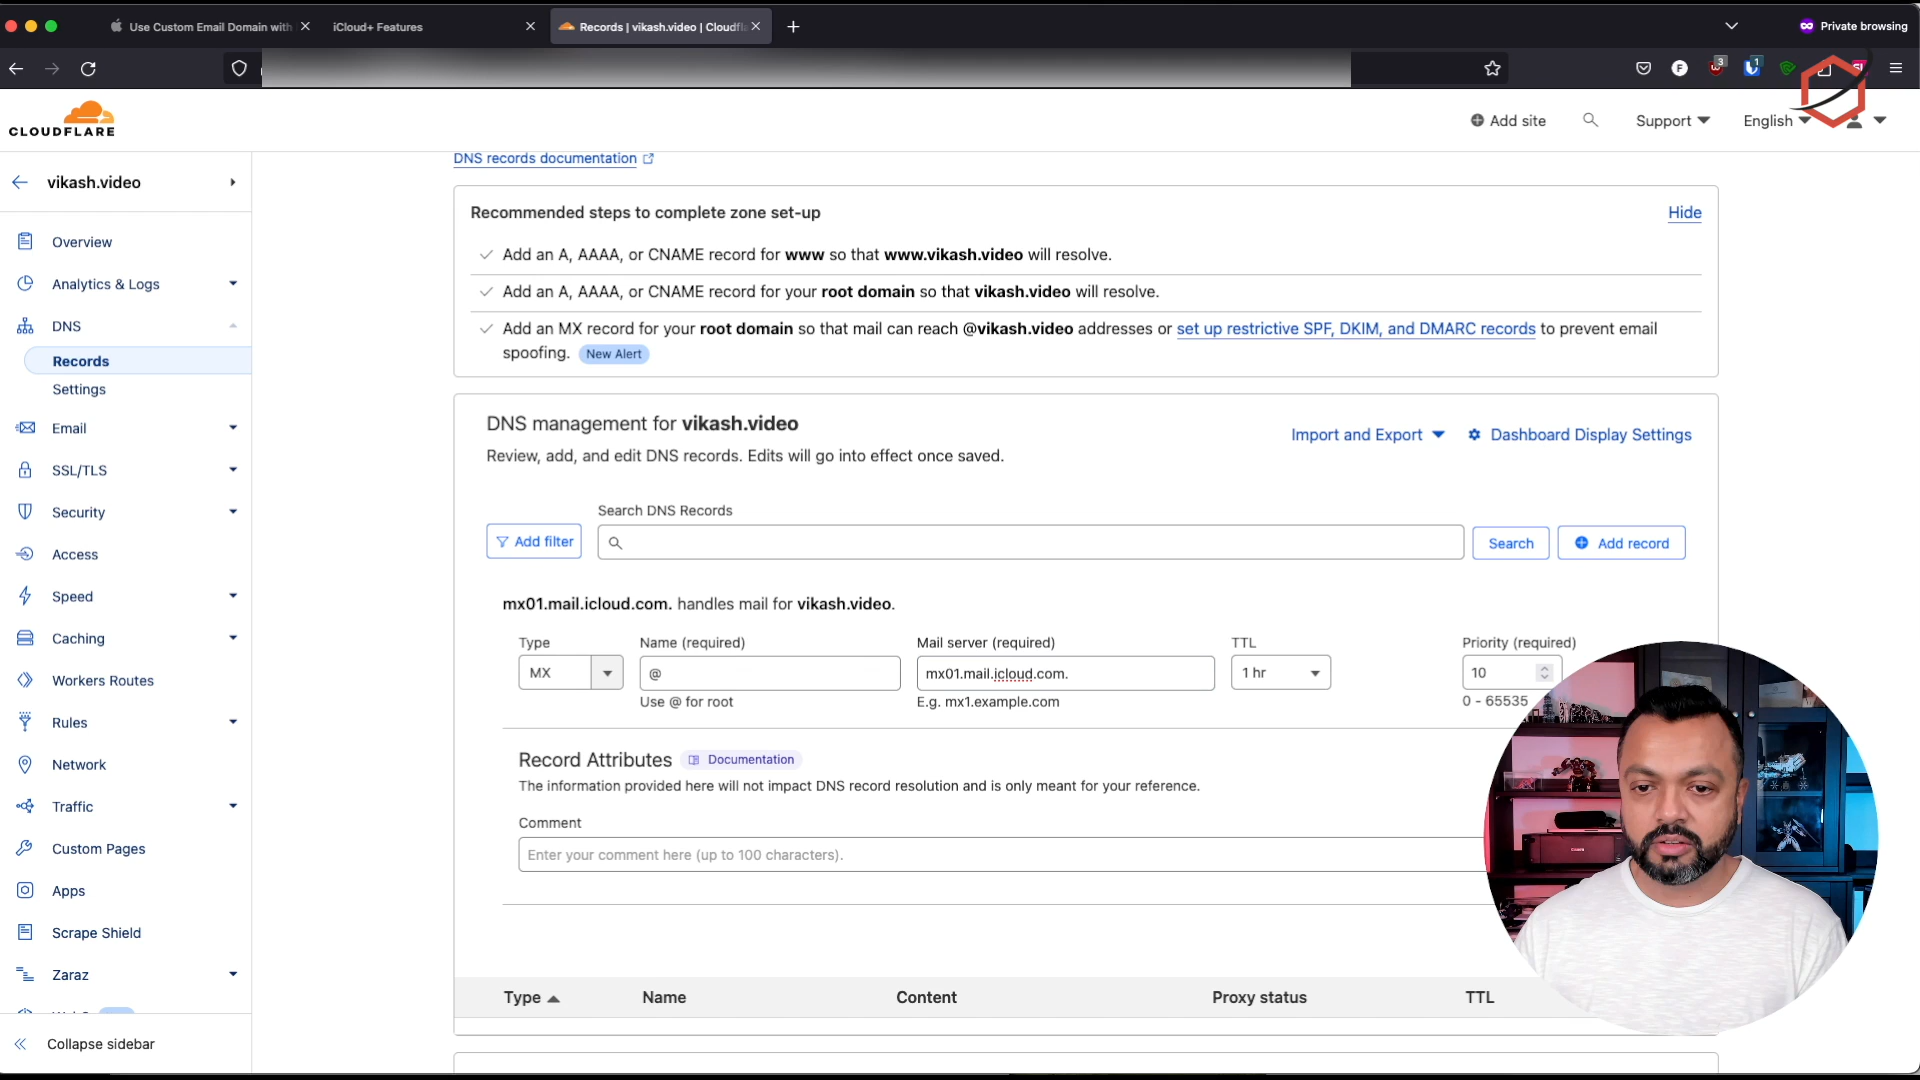 Use Custom Email Domain with
iCloud+ Features
Records | vikash.video | Cloudfla
Private browsing
F
3
1
CLOUDFLARE
Add site
Support
English
DNS records documentation
vikash.video
Recommended steps to complete zone set-up
Hide
Add an A, AAAA, or CNAME record for www so that www.vikash.video will resolve.
Add an A, AAAA, or CNAME record for your root domain so that vikash.video will resolve.
Add an MX record for your root domain so that mail can reach @vikash.video addresses or set up restrictive SPF, DKIM, and DMARC records to prevent email
spoofing. New Alert
Overview
Analytics & Logs
DNS
Records
Settings
Email
SSL/TLS
Security
Access
Speed
Caching
Workers Routes
Rules
Network
Traffic
Custom Pages
Apps
Scrape Shield
Zaraz
Collapse sidebar
DNS management for vikash.video
Import and Export
Dashboard Display Settings
Review, add, and edit DNS records. Edits will go into effect once saved.
Search DNS Records
Add filter
Search
Add record
mx01.mail.icloud.com. handles mail for vikash.video.
Type
Name (required)
Mail server (required)
TTL
Priority (required)
MX
@
mx01.mail.icloud.com.
1 hr
10
Use @ for root
E.g. mx1.example.com
0 - 65535
Record Attributes
Documentation
The information provided here will not impact DNS record resolution and is only meant for your reference.
Comment
Enter your comment here (up to 100 characters).
Type
Name
Content
Proxy status
TTL